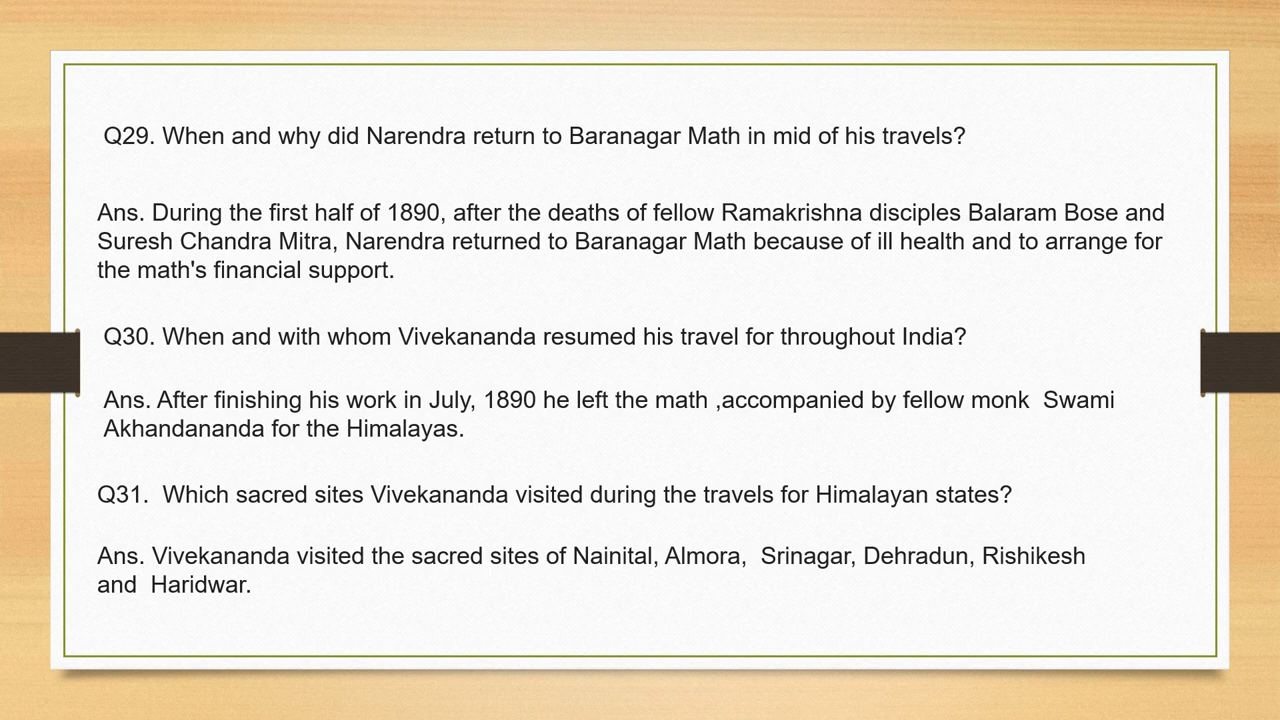 Q29. When and why did Narendra return to Baranagar Math in mid of his travels?
Ans. During the first half of 1890, after the deaths of fellow Ramakrishna disciples Balaram Bose and
Suresh Chandra Mitra, Narendra returned to Baranagar Math because of ill health and to arrange for
the math's financial support.
Q30. When and with whom Vivekananda resumed his travel for throughout India?
Ans. After finishing his work in July, 1890 he left the math ,accompanied by fellow monk  Swami
Akhandananda for the Himalayas.
Q31.  Which sacred sites Vivekananda visited during the travels for Himalayan states?
Ans. Vivekananda visited the sacred sites of Nainital, Almora,  Srinagar, Dehradun, Rishikesh
and  Haridwar.